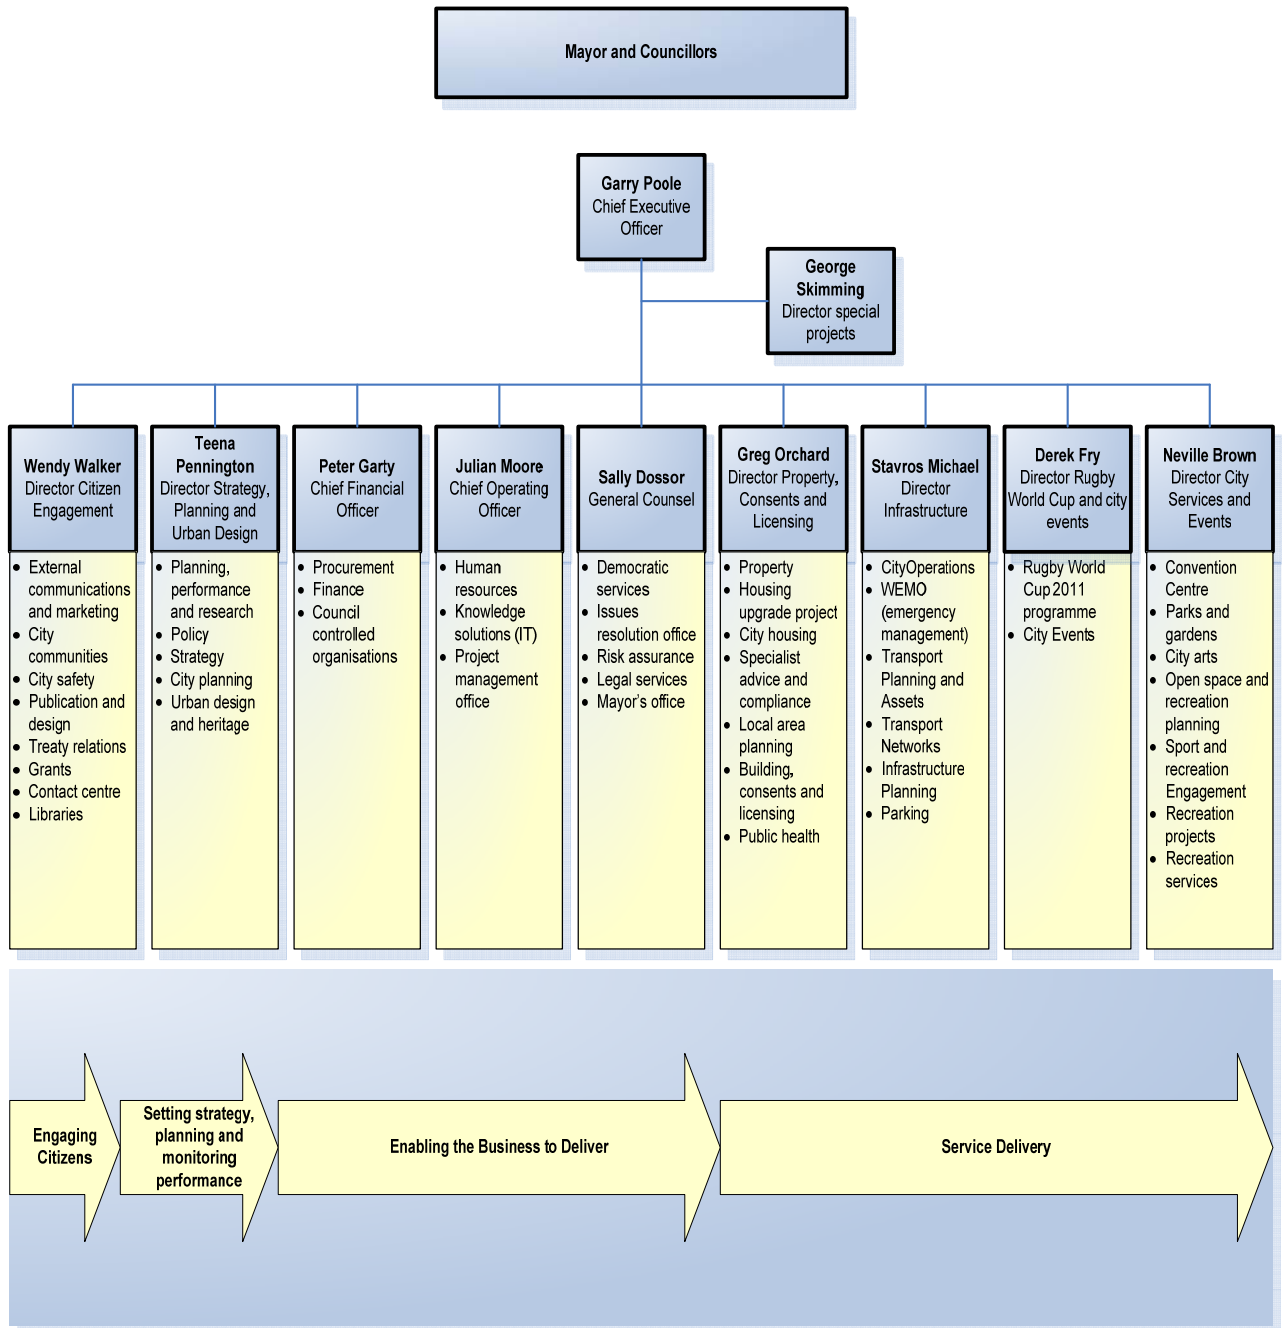 Mayor and Councillors
Garry Poole
Chief Executive
Officer
George
Skimming
Director special
projects
Wendy Walker
Director Citizen
Engagement
• External
communications
and marketing
• City
communities
• City safety
• Publication and
design
• Treaty relations
• Grants
• Contact centre
• Libraries
Teena
Pennington
Director Strategy,
Planning and
Urban Design
• Planning,
performance
and research
• Policy
• Strategy
• City planning
• Urban design
and heritage
Peter Garty
Chief Financial
Officer
• Procurement
• Finance
• Council
controlled
organisations
Julian Moore
Chief Operating
Officer
• Human
resources
• Knowledge
solutions (IT)
• Project
management
office
Sally Dossor
General Counsel
• Democratic
services
• Issues
resolution office
• Risk assurance
• Legal services
• Mayor's office
Greg Orchard
Director Property,
Consents and
Licensing
• Property
• Housing
upgrade project
• City housing
• Specialist
advice and
compliance
• Local area
planning
• Building,
consents and
licensing
• Public health
Stavros Michael
Director
Infrastructure
• CityOperations
• WEMO
(emergency
management)
• Transport
Planning and
Assets
• Transport
Networks
• Infrastructure
Planning
• Parking
Derek Fry
Director Rugby
World Cup and city
events
• Rugby World
Cup 2011
programme
• City Events
Neville Brown
Director City
Services and
Events
• Convention
Centre
• Parks and
gardens
• City arts
• Open space and
recreation
planning
• Sport and
recreation
Engagement
• Recreation
projects
• Recreation
services
Engaging
Citizens
Setting strategy,
planning and
monitoring
performance
Enabling the Business to Deliver
Service Delivery